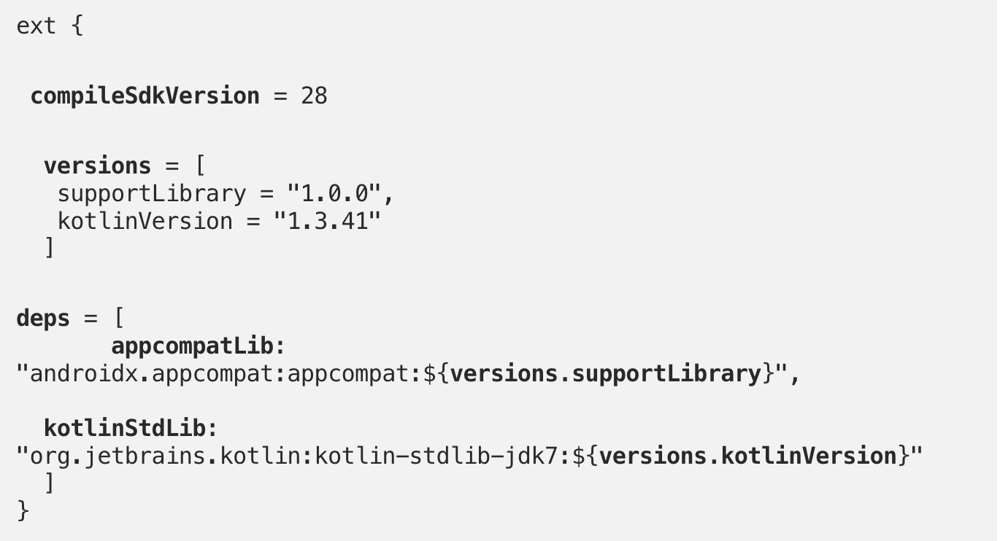 ext {
compileSdkVersion = 28
versions = [
supportLibrary = "1.0.0",
kotlinVersion = "1.3.41"
]
deps = [
appcompatLib:
"androidx.appcompat:appcompat:${versions.supportLibrary}",
kotlinStdLib:
"org.jetbrains.kotlin:kotlin−stdlib−jdk7:${versions.kotlinVersion}"
]
}